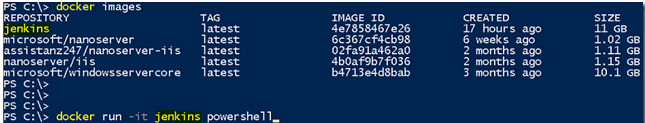 PS C:\> docker images
REPOSITORY TAG IMAGE ID CREATED SIZE
jenkins latest 4e7858467e26 17 hours ago 11 GB
microsoft/nanoserver latest 6c367cf4cb98 6 weeks ago 1.02 GB
assistanz247/nanoserver-iis latest 02fa91a462a0 2 months ago 1.11 GB
nanoserver/iis latest 4b0af9b7f036 2 months ago 1.15 GB
microsoft/windowsservercore latest b4713e4d8bab 3 months ago 10.1 GB
PS C:\>
PS C:\>
PS C:\>
PS C:\> docker run -it jenkins powershell_